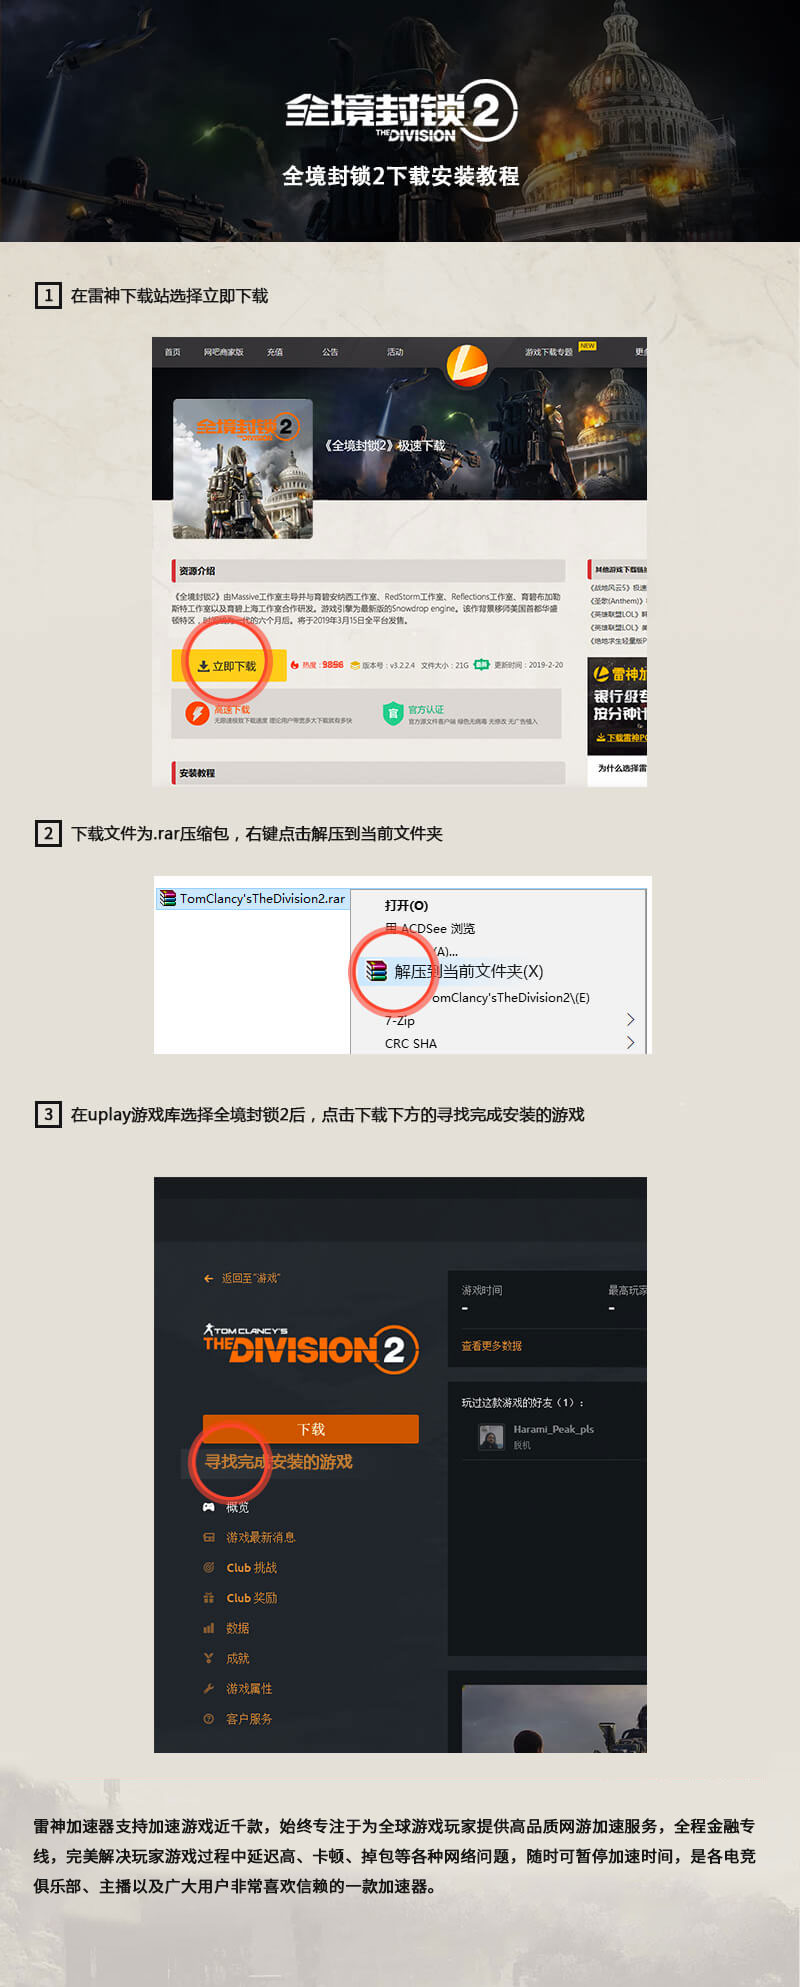 全境封锁2
THE DIVISION
全境封锁2下载安装教程
1 在雷神下载站选择立即下载
首页 网吧商家版 充值 公告 活动 游戏下载专题 NEW
全境封锁2
《全境封锁2》极速下载
资源介绍
《全境封锁2》由Massive工作室主导并与育碧安纳西工作室、RedStorm工作室、Reflections工作室、育碧布加勒
斯特工作室以及育碧上海工作室合作研发。游戏引擎为最新版的Snowdrop engine。该作背景移师美国首都华盛
顿特区，时间设为一代的六个月后。将于2019年3月15日全平台发售。
其他游戏下载链接
《战地风云5》极速
《圣歌(Anthem)》
《英雄联盟LOL》韩
《英雄联盟LOL》美
《绝地求生轻量版P
立即下载 热度：9856 版本号：v3.2.2.4 文件大小：21G 更新时间：2019-2-20
高速下载
无限速极致下载速度 理论用户带宽多大下载就有多快
官 官方认证
官方源文件客户端 绿色无病毒 无修改 无广告植入
雷神加
银行级专
按分钟计
下载雷神PC
安装教程
为什么选择雷
2 下载文件为.rar压缩包，右键点击解压到当前文件夹
TomClancy'sTheDivision2.rar
打开(O)
用 ACDSee 浏览
(A)...
解压到当前文件夹(X)
omClancy'sTheDivision2\(E)
7-Zip
CRC SHA
3 在uplay游戏库选择全境封锁2后，点击下载下方的寻找完成安装的游戏
返回至“游戏”
TOM CLANCY'S
THE DIVISION 2
下载
寻找完成安装的游戏
概览
游戏最新消息
Club 挑战
Club 奖励
数据
成就
游戏属性
客户服务
游戏时间 最高玩家
- -
查看更多数据
玩过这款游戏的好友（1）：
Harami_Peak_pls
脱机
雷神加速器支持加速游戏近千款，始终专注于为全球游戏玩家提供高品质网游加速服务，全程金融专
线，完美解决玩家游戏过程中延迟高、卡顿、掉包等各种网络问题，随时可暂停加速时间，是各电竞
俱乐部、主播以及广大用户非常喜欢信赖的一款加速器。